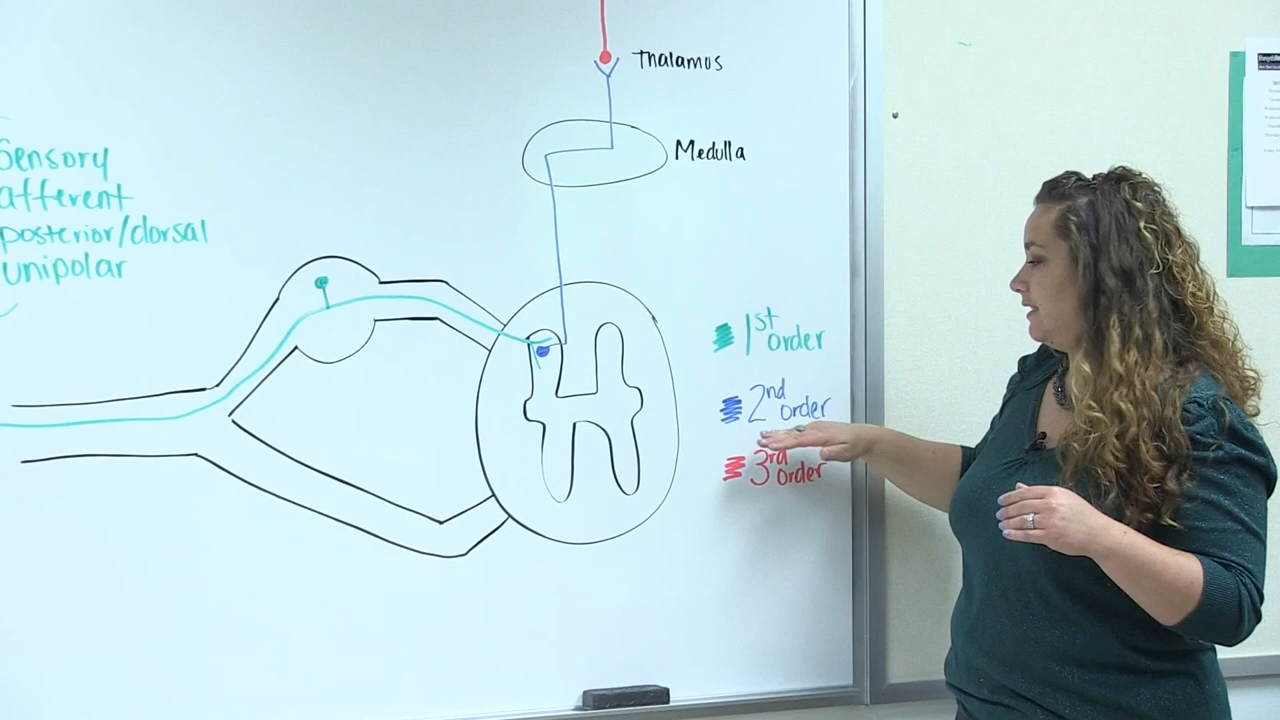 Thalamus
Medulla
Sensory
afferent
posterior/dorsal
unipolar
1st order
2nd order
3rd order